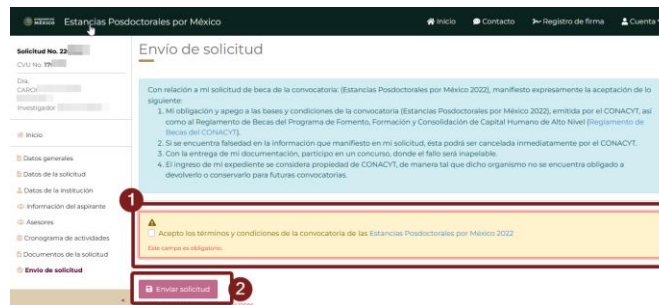 Estancias Posdoctorales por México
Inicio
Contacto
Registro de firma
Cuenta
Solicitud No. 22
CVU No.
Dra.
CAROI
Investigador
Inicio
Datos generales
Datos de la solicitud
Datos de la institución
Información del aspirante
Asesores
Cronograma de actividades
Documentos de la solicitud
Envío de solicitud
Envío de solicitud
Con relación a mi solicitud de beca de la convocatoria: (Estancias Posdoctorales por México 2022), manifiesto expresamente la aceptación de lo
siguiente:
1. Mi obligación y apego a las bases y condiciones de la convocatoria (Estancias Posdoctorales por México 2022), emitida por el CONACYT, así
como al Reglamento de Becas del Programa de Fomento, Formación y Consolidación de Capital Humano de Alto Nivel (Reglamento de
Becas del CONACYT).
2. Si se encuentra falsedad en la información que manifiesto en mi solicitud, ésta podrá ser cancelada inmediatamente por el CONACYT.
3. Con la entrega de mi documentación, participo en un concurso, donde el fallo será inapelable.
4. El ingreso de mi expediente se considera propiedad de CONACYT, de manera tal que dicho organismo no se encuentra obligado a
devolverlo o conservarlo para futuras convocatorias.
1
Acepto los términos y condiciones de la convocatoria de las Estancias Posdoctorales por México 2022
Este campo es obligatorio.
Enviar solicitud
2